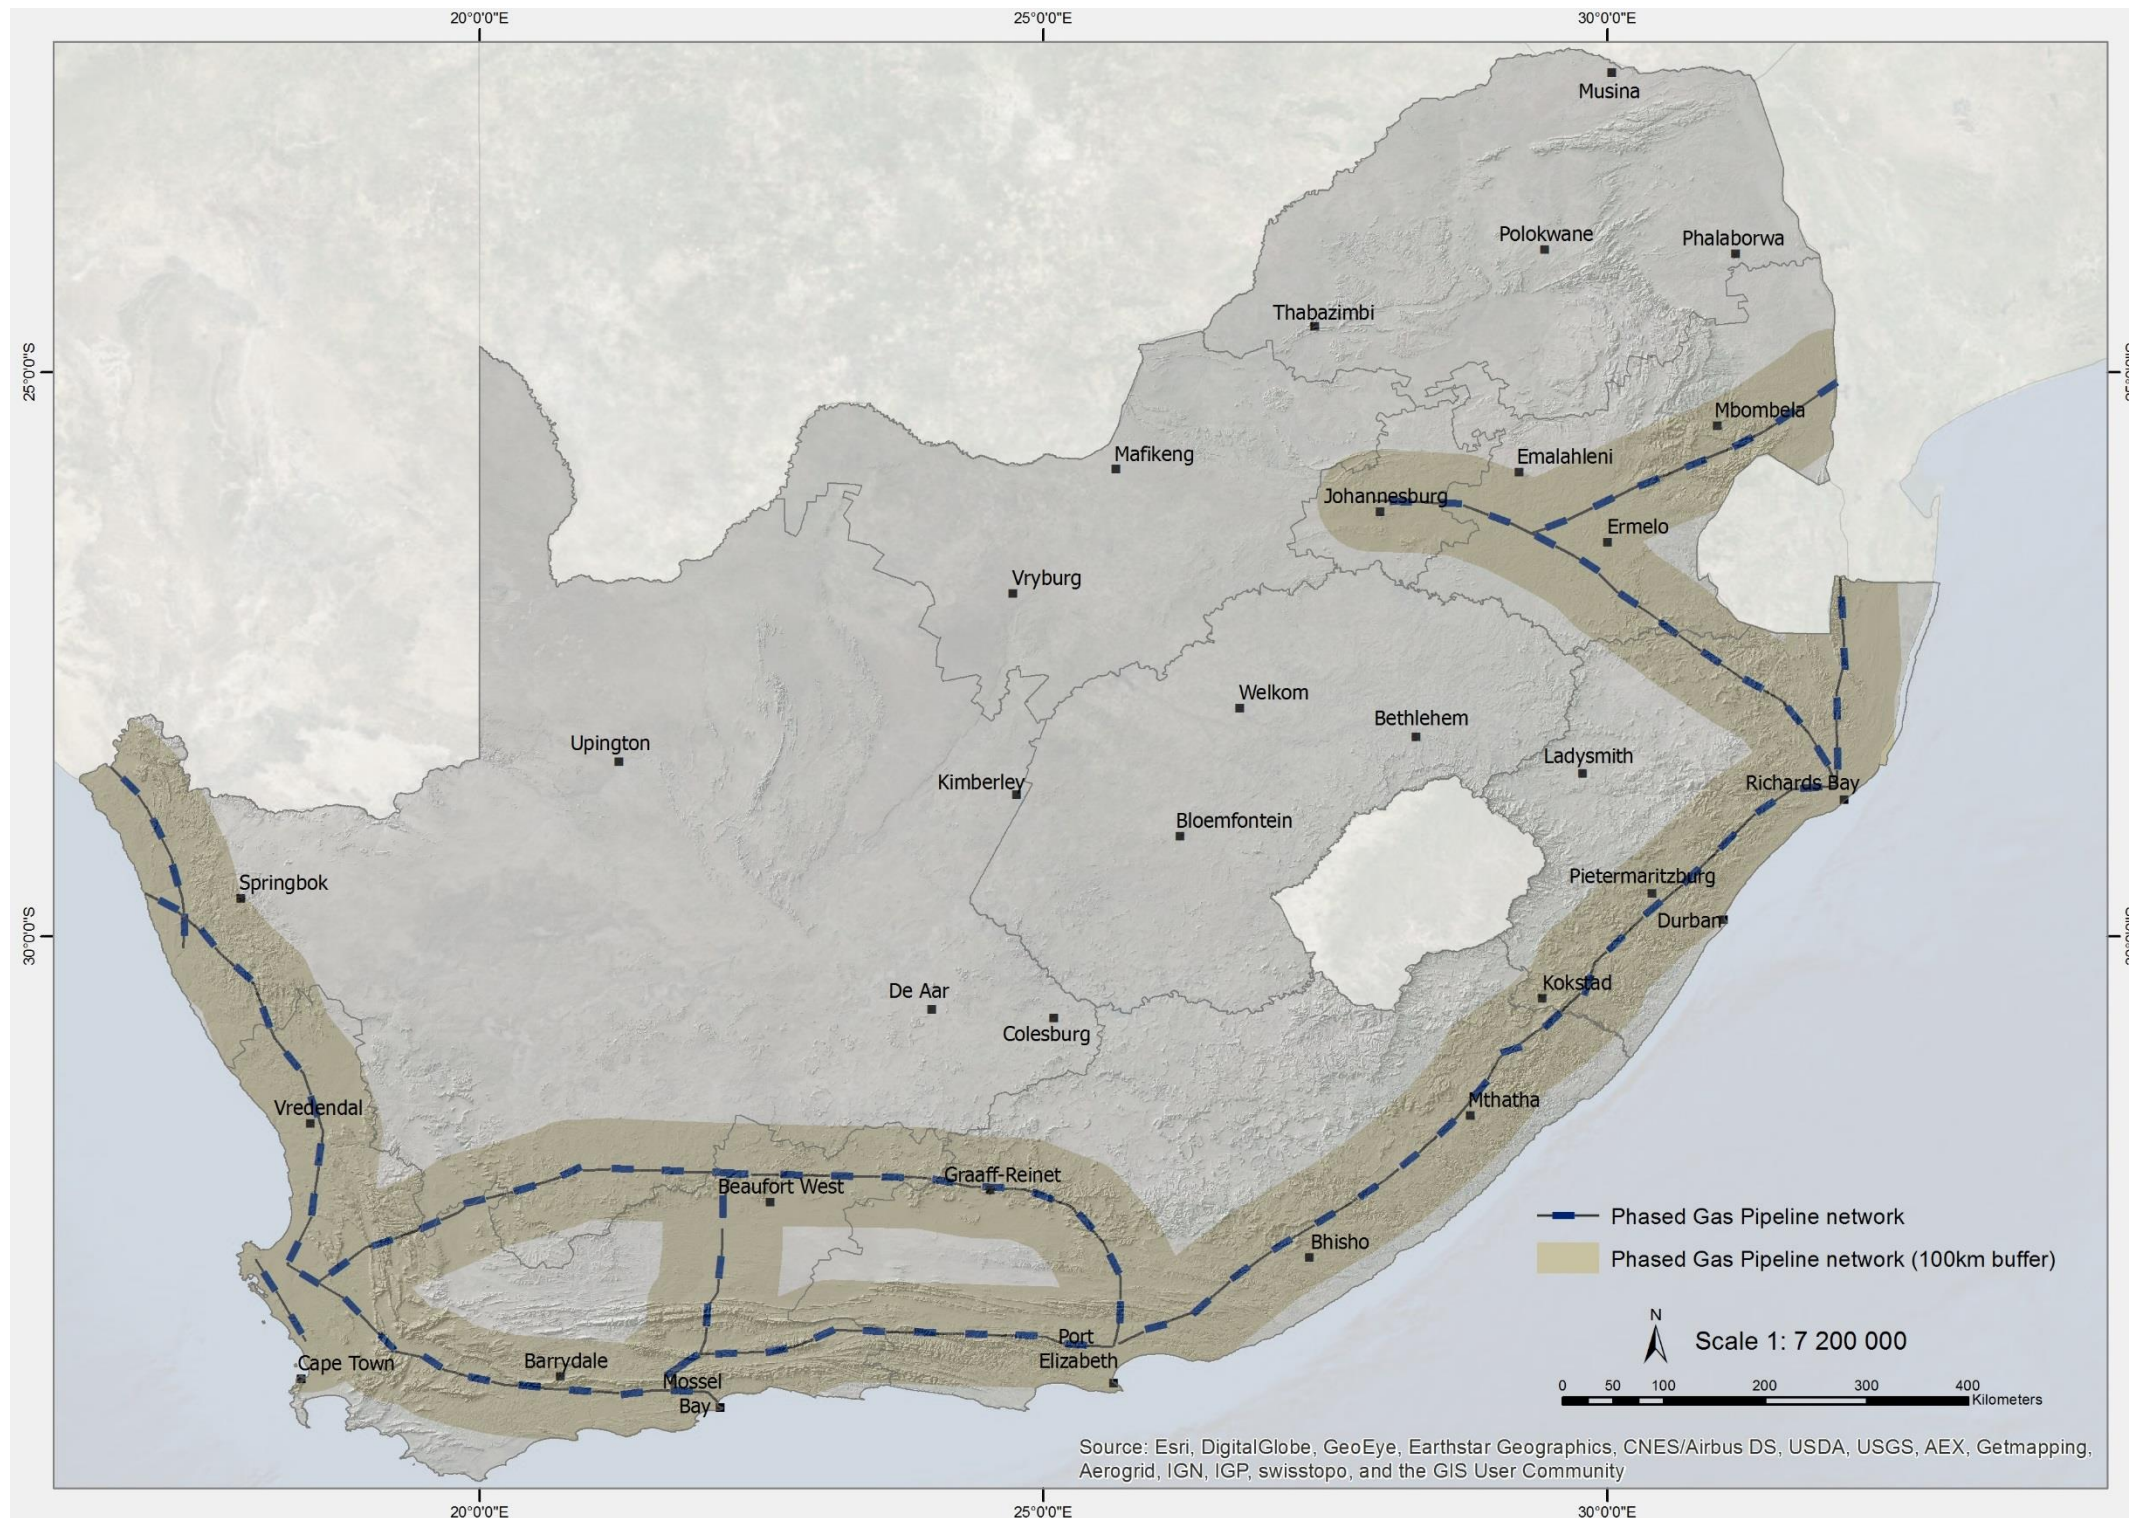 20°0'0"E
25°0'0"E
30°0'0"E
Musina
Polokwane
Phalaborwa
Thabazimbi
25°0'0"S
Mbombela
Mafikeng
Emalahleni
Johannesburg
Ermelo
Vryburg
Welkom
Bethlehem
Upington
Ladysmith
Kimberley
Richards Bay
Bloemfontein
Springbok
Pietermaritzburg
Durban
30°0'0"S
Kokstad
De Aar
Colesburg
Mthatha
Vredendal
Graaff-Reinet
Beaufort West
Bhisho
Port
Elizabeth
Barrydale
Cape Town
Mossel
Bay
Phased Gas Pipeline network
Phased Gas Pipeline network (100km buffer)
N
Scale 1: 7 200 000
0 50 100 200 300 400
Kilometers
Source: Esri, DigitalGlobe, GeoEye, Earthstar Geographics, CNES/Airbus DS, USDA, USGS, AEX, Getmapping,
Aerogrid, IGN, IGP, swisstopo, and the GIS User Community
20°0'0"E
25°0'0"E
30°0'0"E